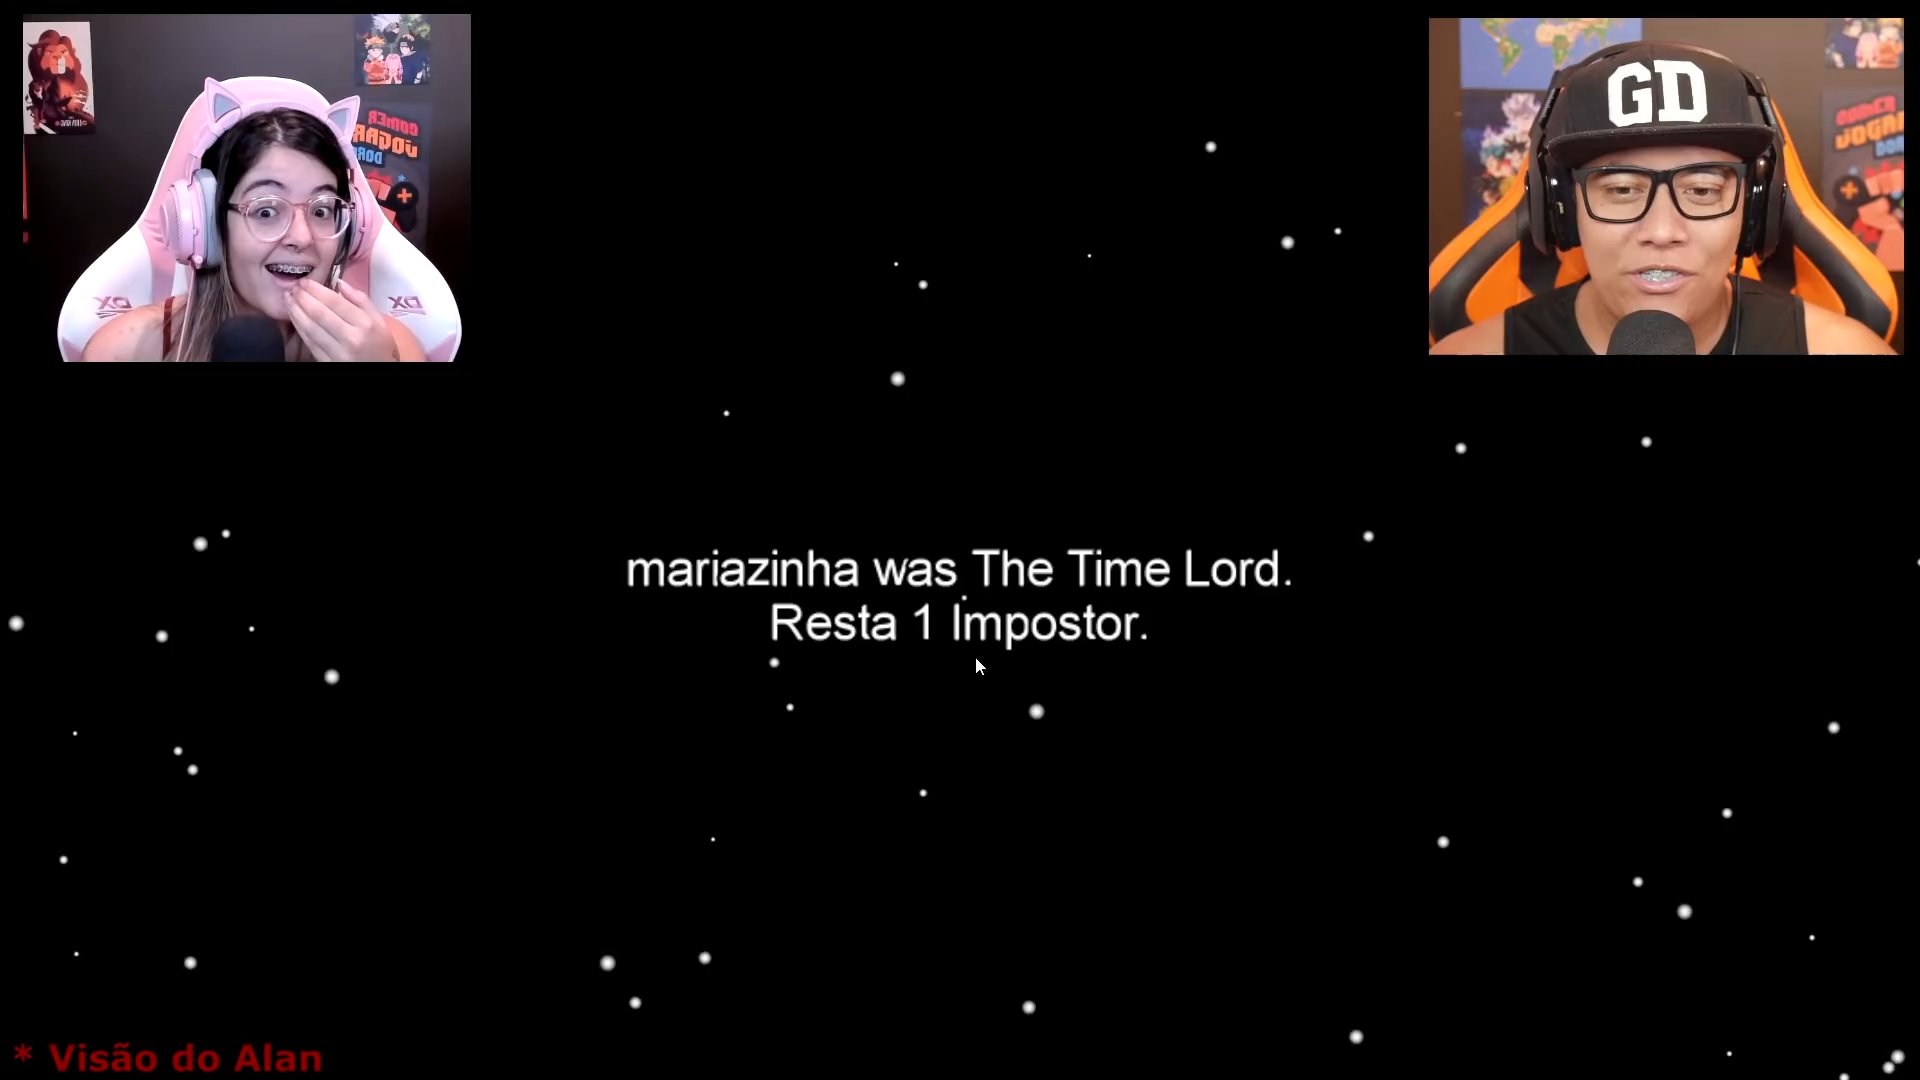 GD
mariazinha was The Time Lord.
Resta 1 Impostor.
* Visão do Alan